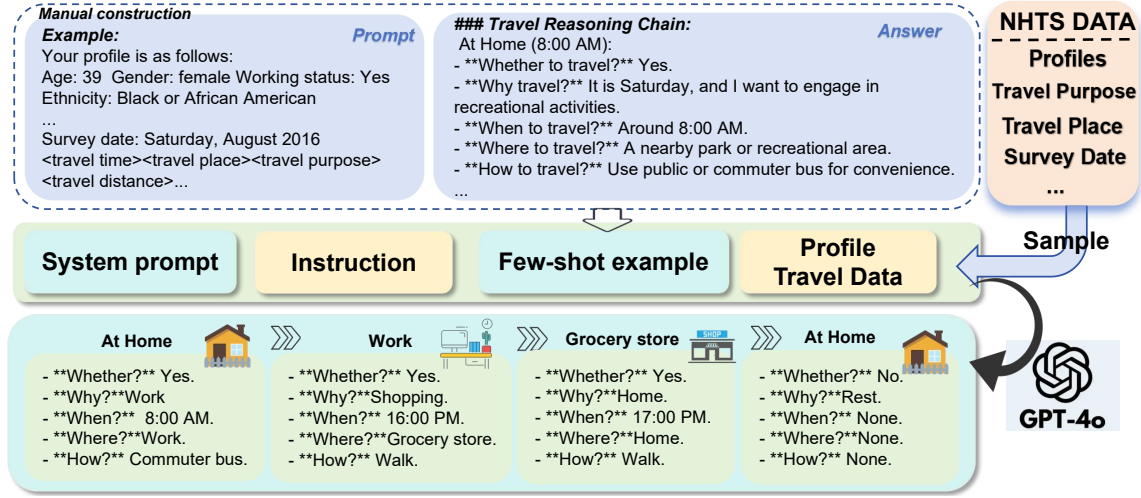 Manual construction
Example:
Prompt
Your profile is as follows:
Age: 39 Gender: female Working status: Yes
Ethnicity: Black or African American
...
Survey date: Saturday, August 2016
<travel time><travel place><travel purpose>
<travel distance>...
### Travel Reasoning Chain:
Answer
At Home (8:00 AM):
- **Whether to travel?** Yes.
- **Why travel?** It is Saturday, and I want to engage in
recreational activities.
- **When to travel?** Around 8:00 AM.
- **Where to travel?** A nearby park or recreational area.
- **How to travel?** Use public or commuter bus for convenience.
...
NHTS DATA
Profiles
Travel Purpose
Travel Place
Survey Date
...
Sample
System prompt
Instruction
Few-shot example
Profile
Travel Data
At Home
- **Whether?** Yes.
- **Why?**Work
- **When?** 8:00 AM.
- **Where?**Work.
- **How?** Commuter bus.
Work
- **Whether?** Yes.
- **Why?**Shopping.
- **When?** 16:00 PM.
- **Where?**Grocery store.
- **How?** Walk.
Grocery store
SHOP
- **Whether?** Yes.
- **Why?**Home.
- **When?** 17:00 PM.
- **Where?**Home.
- **How?** Walk.
At Home
- **Whether?** No.
- **Why?**Rest.
- **When?** None.
- **Where?**None.
- **How?** None.
GPT-4o